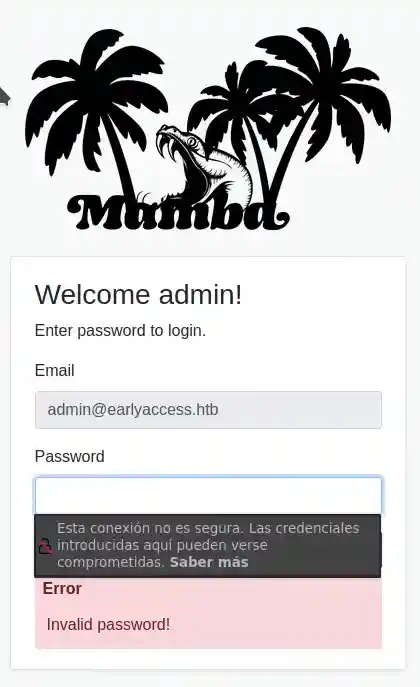 Mamba
Welcome admin!
Enter password to login.
Email
admin@earlyaccess.htb
Password
Esta conexión no es segura. Las credenciales
introducidas aquí pueden verse
comprometidas. Saber más
Error
Invalid password!